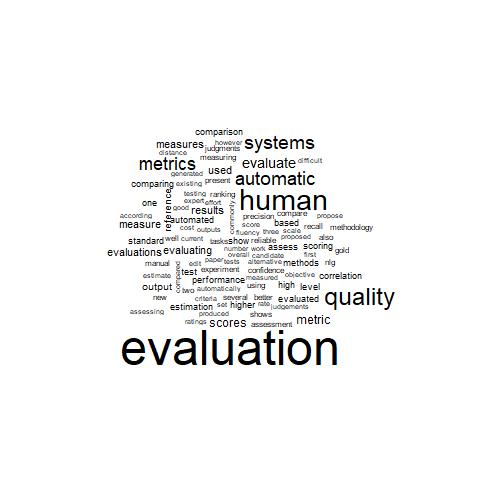 comparison
measures however systems
distance judgments
metrics measuring evaluate difficult
generated used
comparing existing present automatic
testing ranking human
one reference expert effort commonly
according good results precision compare propose
measure automated score based recall methodology
cost outputs fluency three scale
standard well current tasks show reliable proposed also
evaluations evaluating number work assess scoring gold
overall candidate first
manual compared edit paper tests alternative methods nlg
test experiment confidence
estimate performance measured objective correlation
output two automatically using high level quality
new criteria several better evaluated
assessing estimation set higher rate judgements
produced shows
ratings scores assessment metric
evaluation